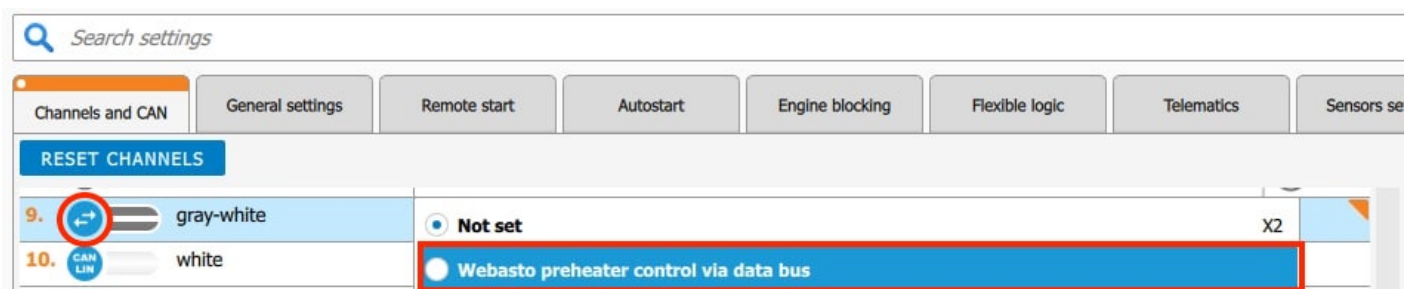 Search settings
Channels and CAN General settings Remote start Autostart Engine blocking Flexible logic Telematics Sensors se
RESET CHANNELS
9. gray-white Not set X2
10. CAN LIN white Webasto preheater control via data bus